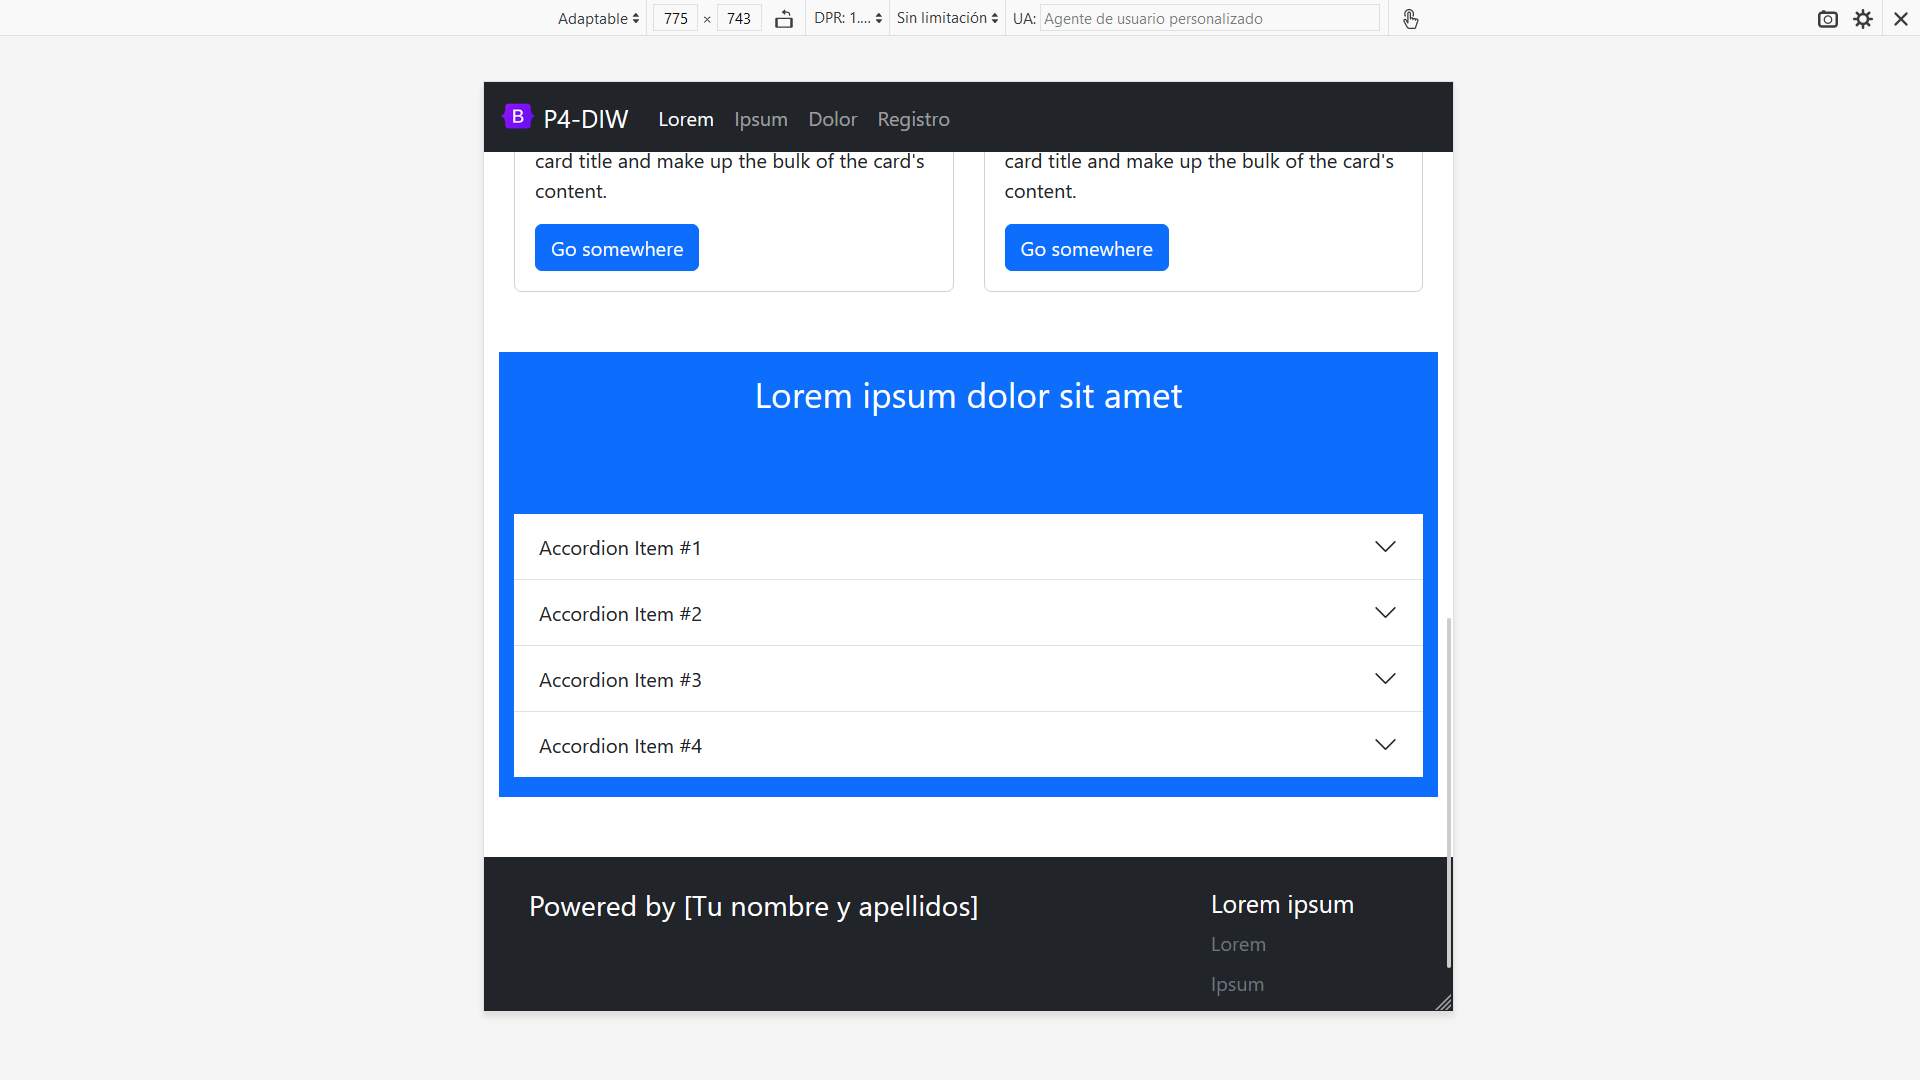 Adaptable 775 × 743 DPR: 1.... Sin limitación UA: Agente de usuario personalizado
B P4-DIW Lorem Ipsum Dolor Registro
card title and make up the bulk of the card's
content.
Go somewhere
card title and make up the bulk of the card's
content.
Go somewhere
Lorem ipsum dolor sit amet
Accordion Item #1
Accordion Item #2
Accordion Item #3
Accordion Item #4
Powered by [Tu nombre y apellidos]
Lorem ipsum
Lorem
Ipsum